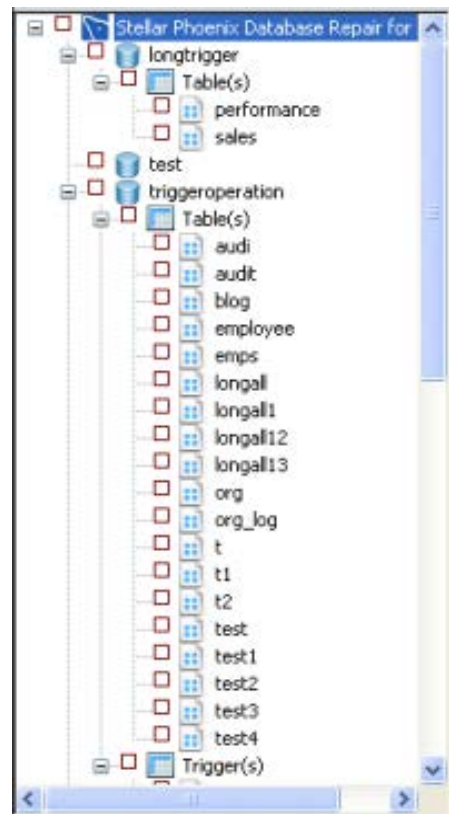 Stellar Phoenix Database Repair for
longtrigger
Table(s)
performance
sales
test
triggeroperation
Table(s)
audi
audit
blog
employee
emps
longall
longall1
longall12
longall13
org
org_log
t
t1
t2
test
test1
test2
test3
test4
Trigger(s)